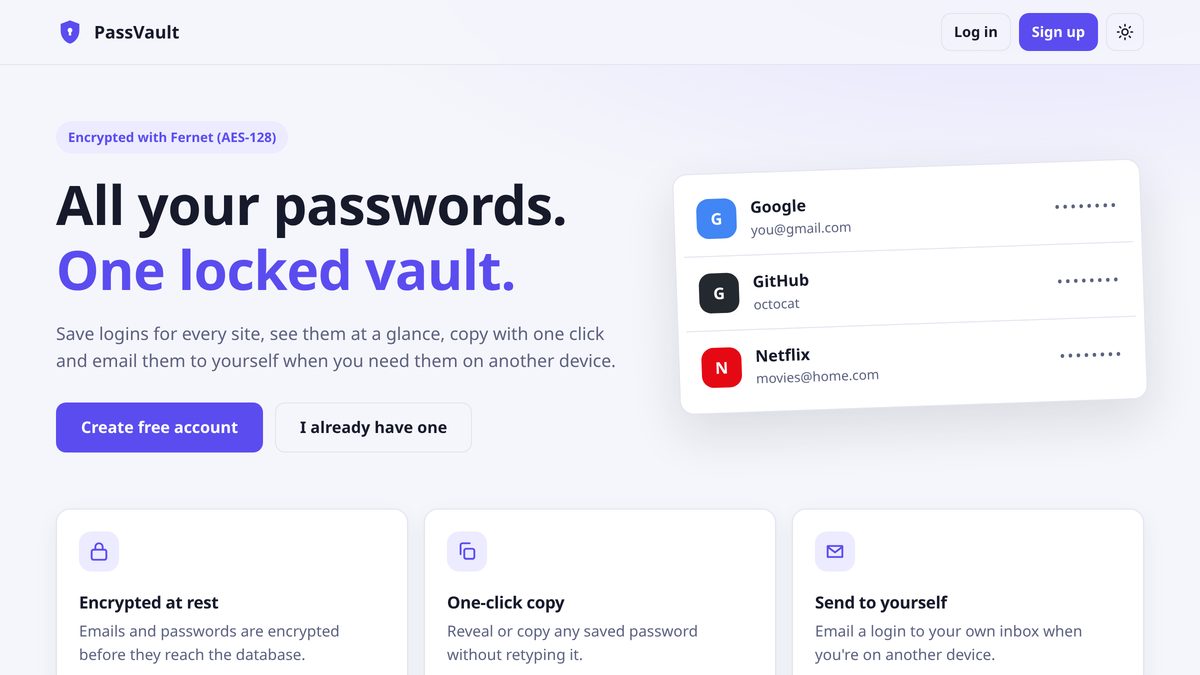 PassVault
Log in
Sign up
Encrypted with Fernet (AES-128)
All your passwords.
One locked vault.
Save logins for every site, see them at a glance, copy with one click
and email them to yourself when you need them on another device.
Create free account
I already have one
G
Google
you@gmail.com
••••••••
G
GitHub
octocat
••••••••
N
Netflix
movies@home.com
••••••••
Encrypted at rest
Emails and passwords are encrypted
before they reach the database.
One-click copy
Reveal or copy any saved password
without retyping it.
Send to yourself
Email a login to your own inbox when
you're on another device.